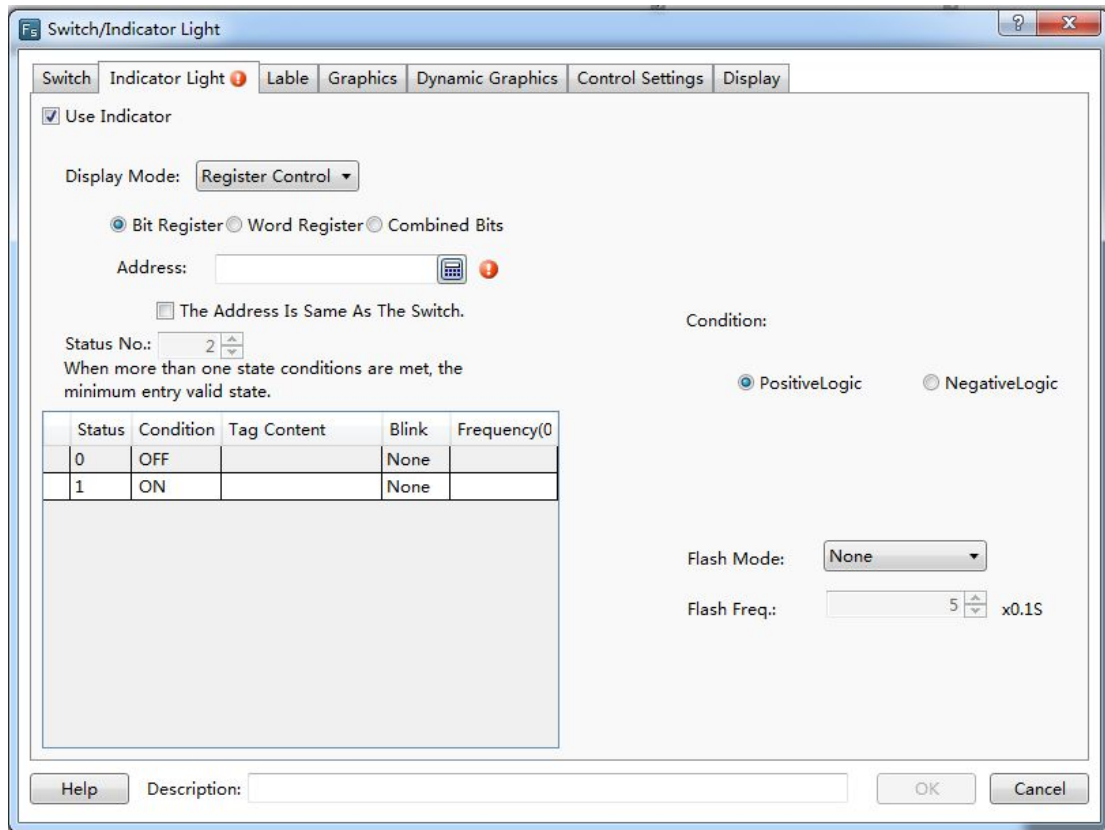 Fs Switch/Indicator Light
Switch Indicator Light Lable Graphics Dynamic Graphics Control Settings Display
Use Indicator
Display Mode: Register Control
Bit Register Word Register Combined Bits
Address:
The Address Is Same As The Switch.
Condition:
Status No.: 2
When more than one state conditions are met, the
minimum entry valid state.
PositiveLogic NegativeLogic
Status Condition Tag Content Blink Frequency(0
0 OFF None
1 ON None
Flash Mode: None
Flash Freq.: 5 x0.1S
Help Description: OK Cancel